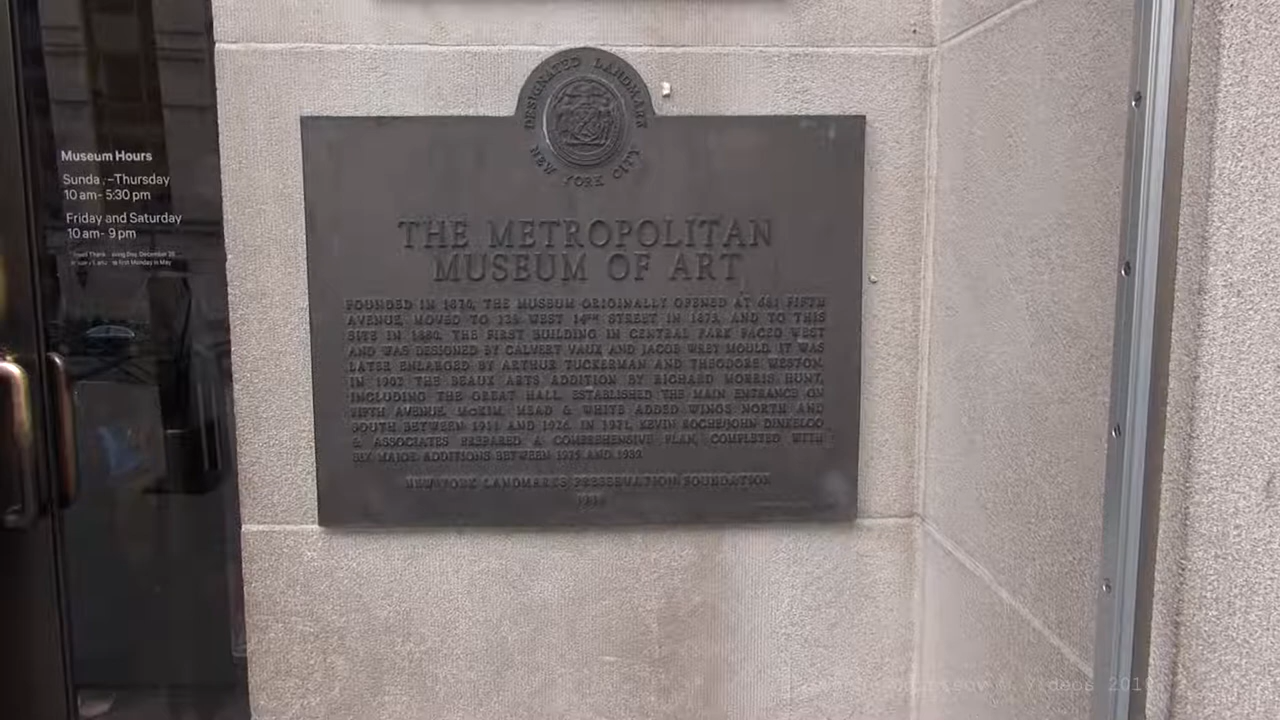 Museum Hours
Sunda -Thursday
10 am- 5:30 pm
Friday and Saturday
10 am- 9 pm
DESIGNATED LANDMARK
NEW YORK CITY
THE METROPOLITAN
MUSEUM OF ART
FOUNDED IN 1870, THE MUSEUM ORIGINALLY OPENED AT 681 FIFTH
AVENUE, MOVED TO 128 WEST 14TH STREET IN 1873, AND TO THIS
SITE IN 1880. THE FIRST BUILDING IN CENTRAL PARK FACED WEST
AND WAS DESIGNED BY CALVERT VAUX AND JACOB WREY MOULD. IT WAS
LATER ENLARGED BY ARTHUR TUCKERMAN AND THEODORE WESTON.
IN 1902 THE BEAUX ARTS ADDITION BY RICHARD MORRIS HUNT,
INCLUDING THE GREAT HALL, ESTABLISHED THE MAIN ENTRANCE ON
FIFTH AVENUE. McKIM, MEAD & WHITE ADDED WINGS NORTH AND
SOUTH BETWEEN 1911 AND 1926. IN 1971, KEVIN ROCHE/JOHN DINKELOO
& ASSOCIATES PREPARED A COMPREHENSIVE PLAN, COMPLETED WITH
SIX MAJOR ADDITIONS BETWEEN 1975 AND
NEW YORK LANDMARKS PRESERVATION FOUNDATION